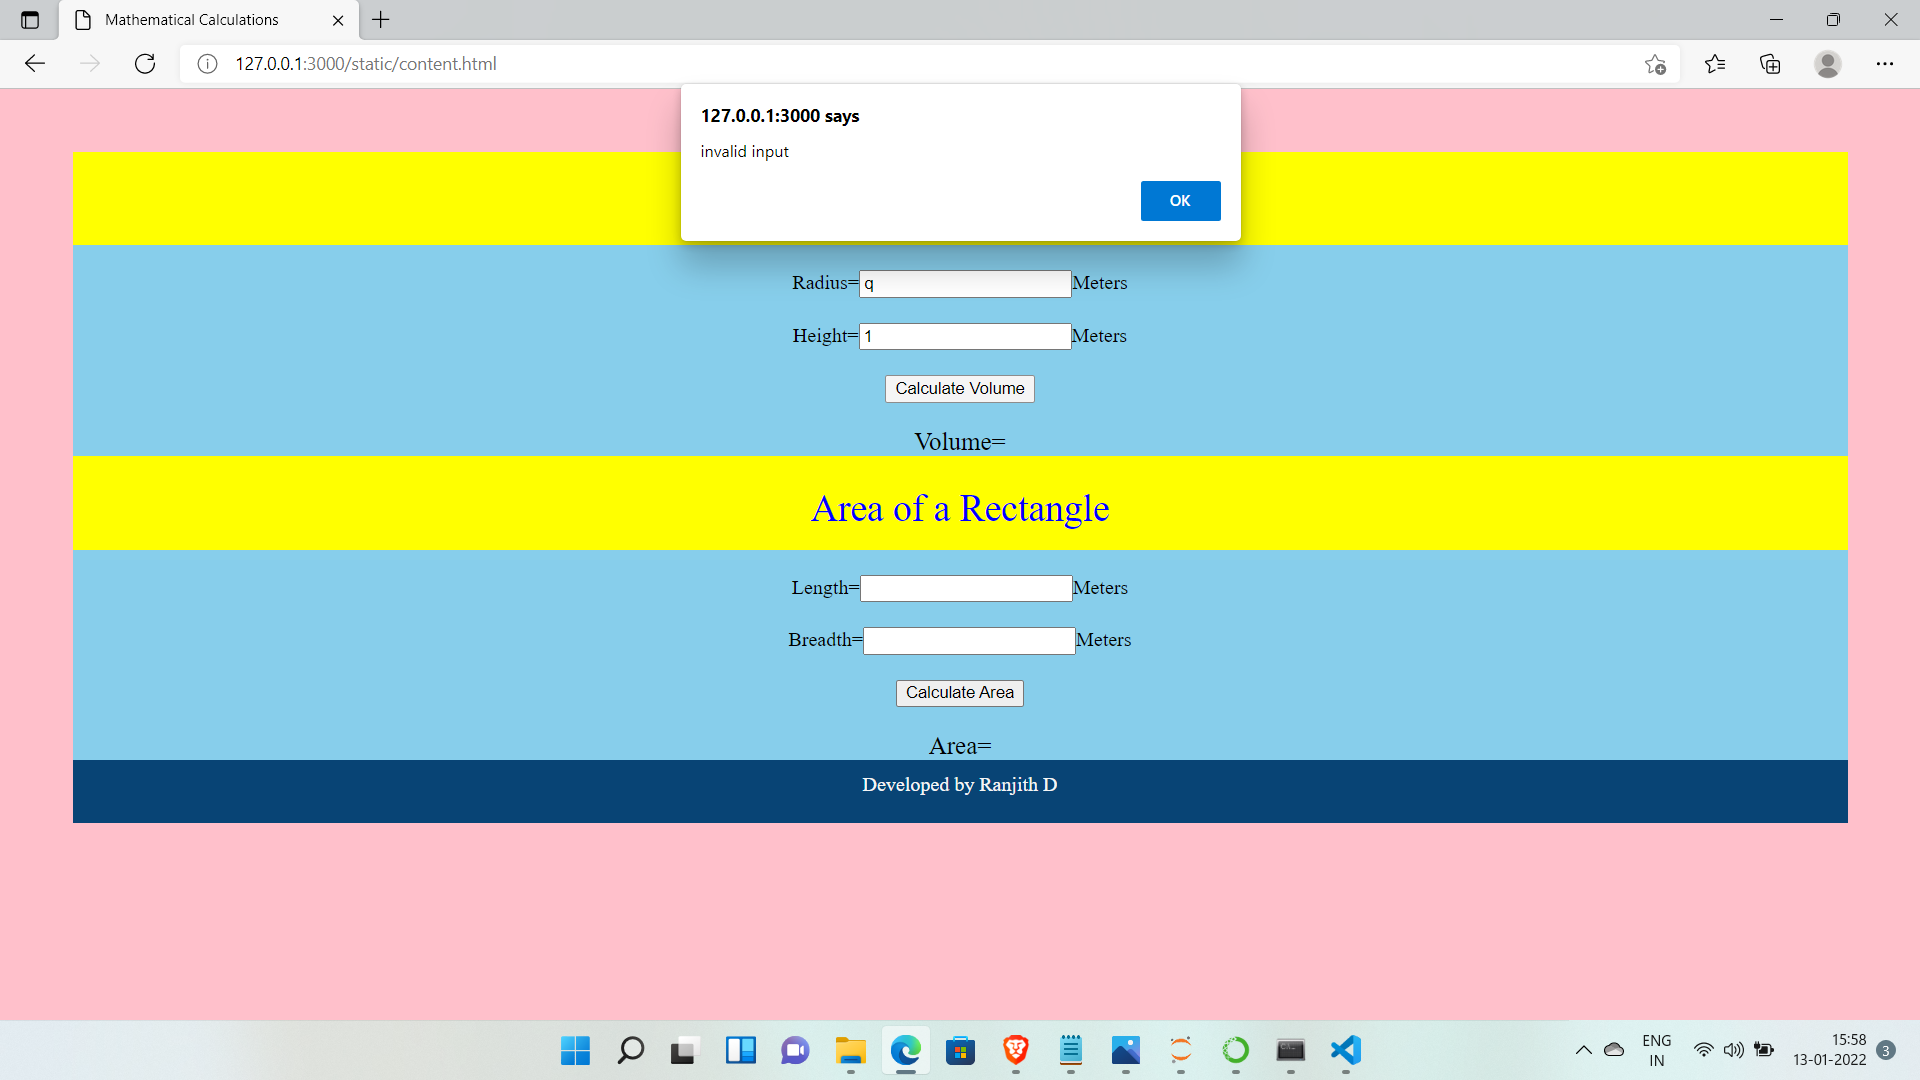 Mathematical Calculations
127.0.0.1:3000/static/content.html
127.0.0.1:3000 says
invalid input
OK
Radius= q Meters
Height= 1 Meters
Calculate Volume
Volume=
Area of a Rectangle
Length= Meters
Breadth= Meters
Calculate Area
Area=
Developed by Ranjith D
ENG
IN
15:58
13-01-2022
3